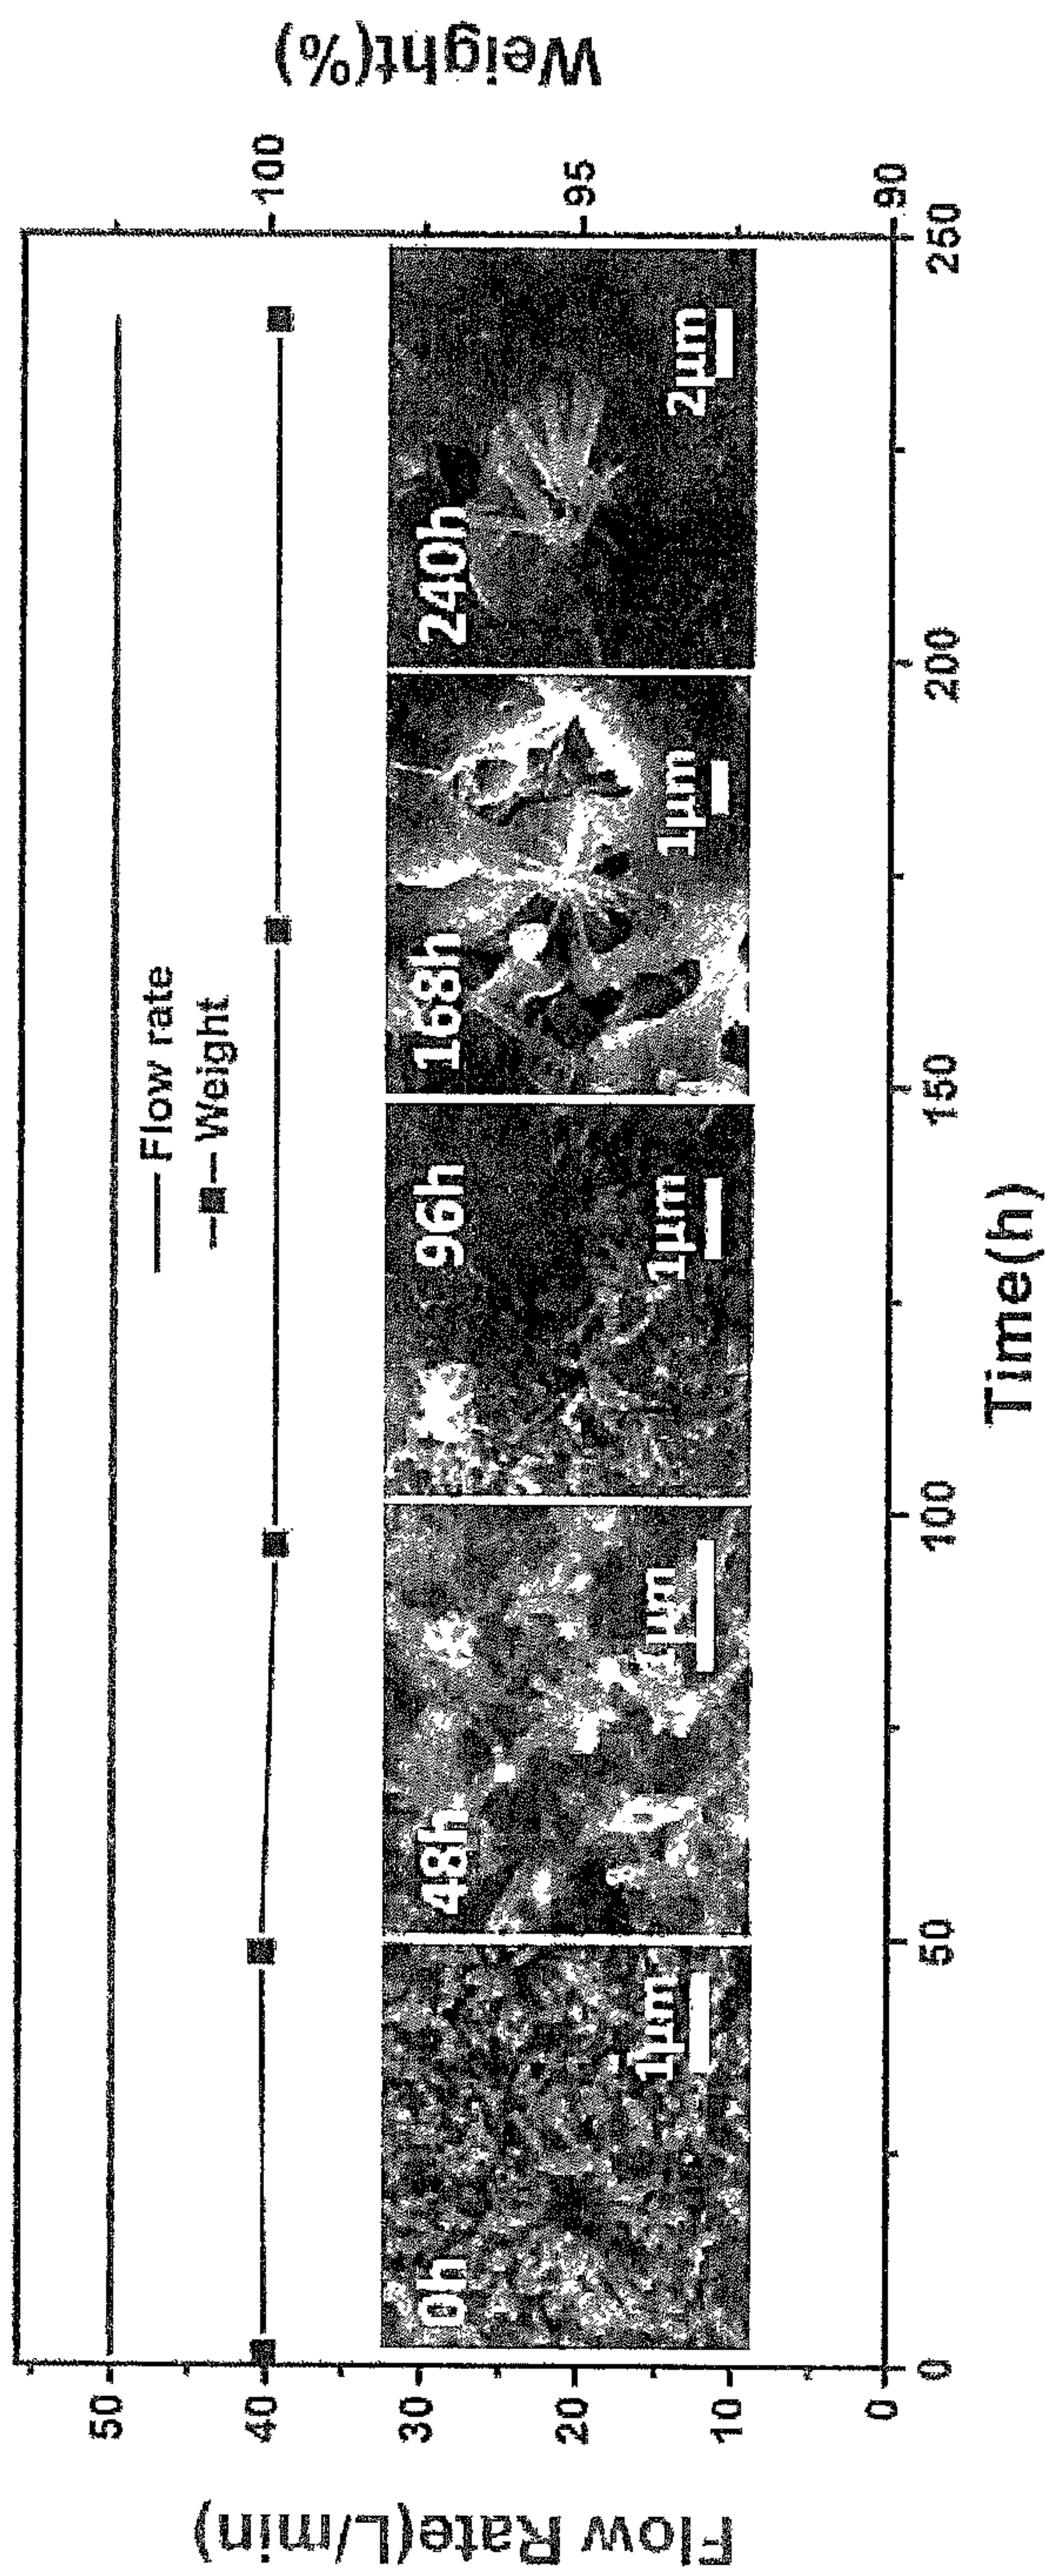 Flow rate
Weight
Flow Rate(L/min)
50
40
30
20
10
0
Weight(%)
100
95
90
0h
1μm
48h
1μm
96h
1μm
168h
1μm
240h
2μm
0
50
100
150
200
250
Time(h)